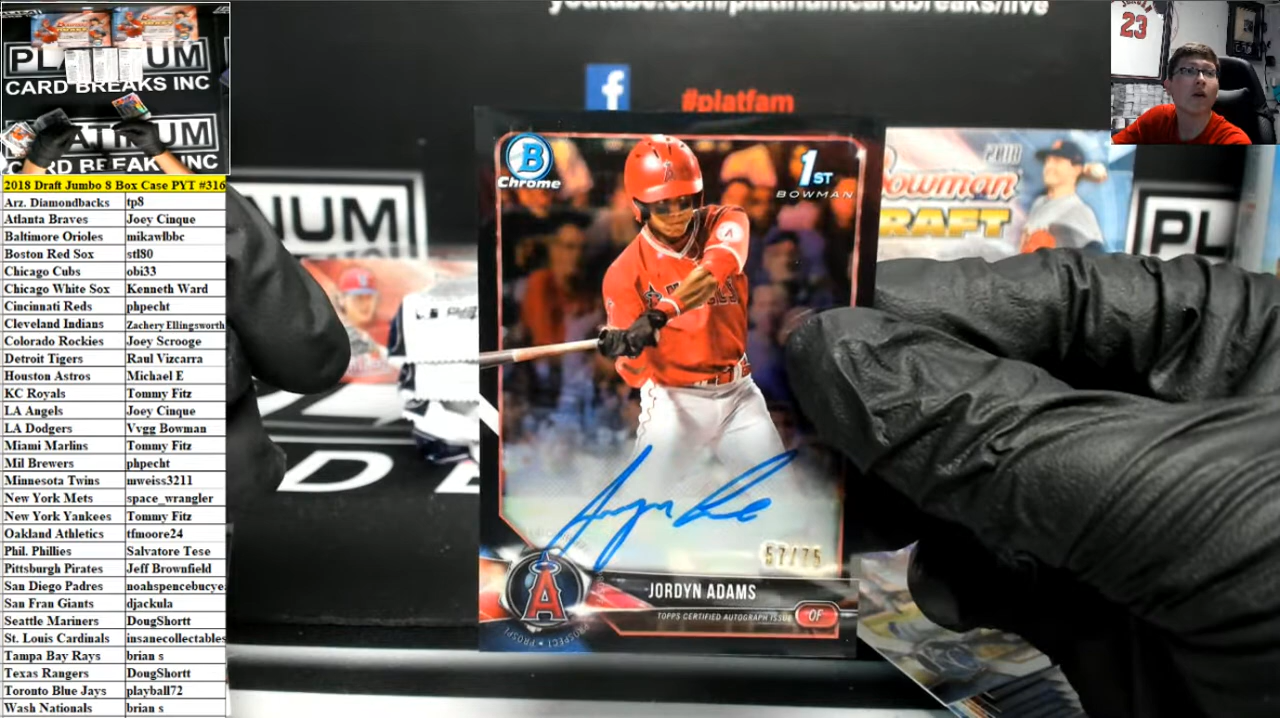 youtube.com/platinumcardbreaks/live
#platfam
PLATINUM
CARD BREAKS INC
CARD BREAKS INC
2018 Draft Jumbo 8 Box Case PYT #316
Arz. Diamondbacks tp8
Atlanta Braves Joey Cinque
Baltimore Orioles mikawlbbc
Boston Red Sox stl80
Chicago Cubs obi33
Chicago White Sox Kenneth Ward
Cincinnati Reds phpecht
Cleveland Indians Zachery Ellingsworth
Colorado Rockies Joey Scrooge
Detroit Tigers Raul Vizcarra
Houston Astros Michael E
KC Royals Tommy Fitz
LA Angels Joey Cinque
LA Dodgers Vvgg Bowman
Miami Marlins Tommy Fitz
Mil Brewers phpecht
Minnesota Twins mweiss3211
New York Mets space_wrangler
New York Yankees Tommy Fitz
Oakland Athletics tfmoore24
Phil. Phillies Salvatore Tese
Pittsburgh Pirates Jeff Brownfield
San Diego Padres noahspencebucye
San Fran Giants djackula
Seattle Mariners DougShortt
St. Louis Cardinals insanecollectables
Tampa Bay Rays brian s
Texas Rangers DougShortt
Toronto Blue Jays playball72
Wash Nationals brian s
B
Chrome
1ST
BOWMAN
57/75
JORDYN ADAMS
TOPPS CERTIFIED AUTOGRAPH ISSUE
OF
A
2018
Bowman
DRAFT
23